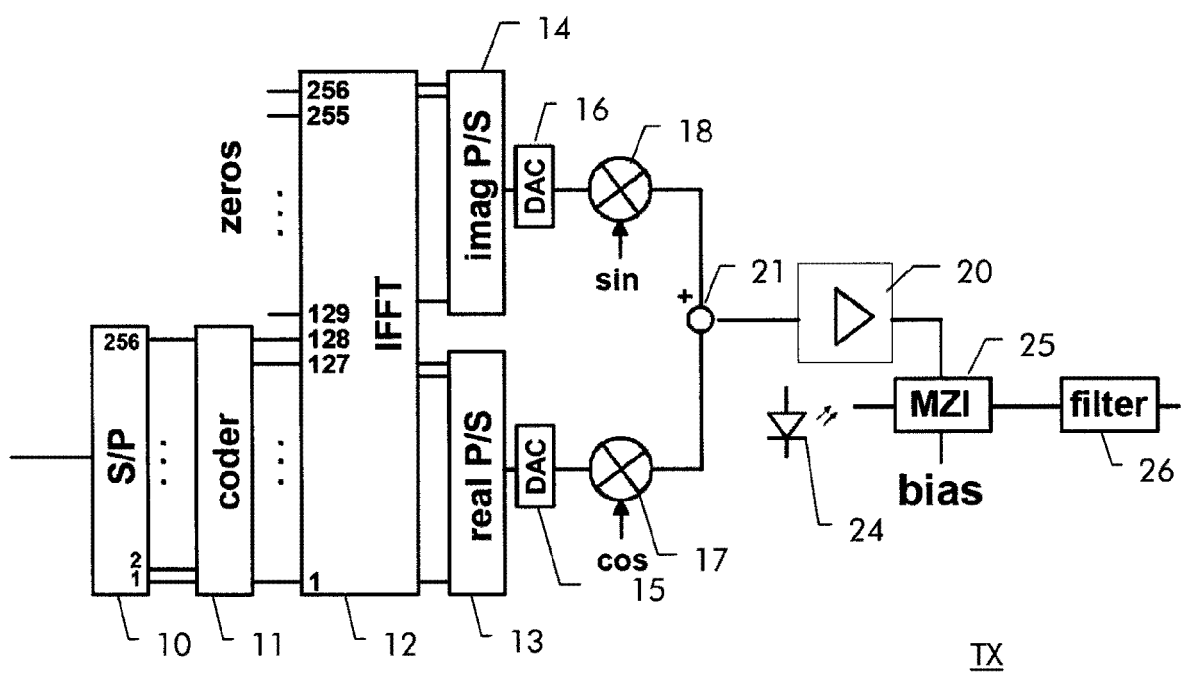 14
256
255
zeros
129
128
127
1
IFFT
12
imag P/S
16
DAC
18
sin
256
S/P
2
1
10
coder
11
real P/S
13
DAC
15
cos
17
+
21
20
25
MZI
bias
24
filter
26
TX